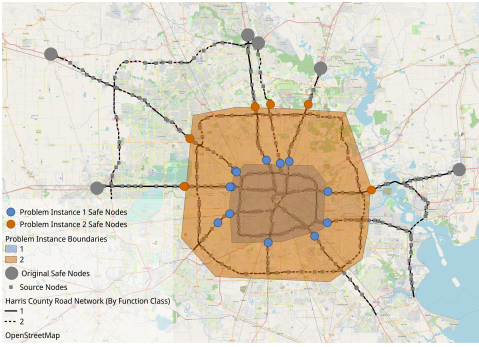 Problem Instance 1 Safe Nodes
Problem Instance 2 Safe Nodes
Problem Instance Boundaries
1
2
Original Safe Nodes
Source Nodes
Harris County Road Network (By Function Class)
1
2
OpenStreetMap